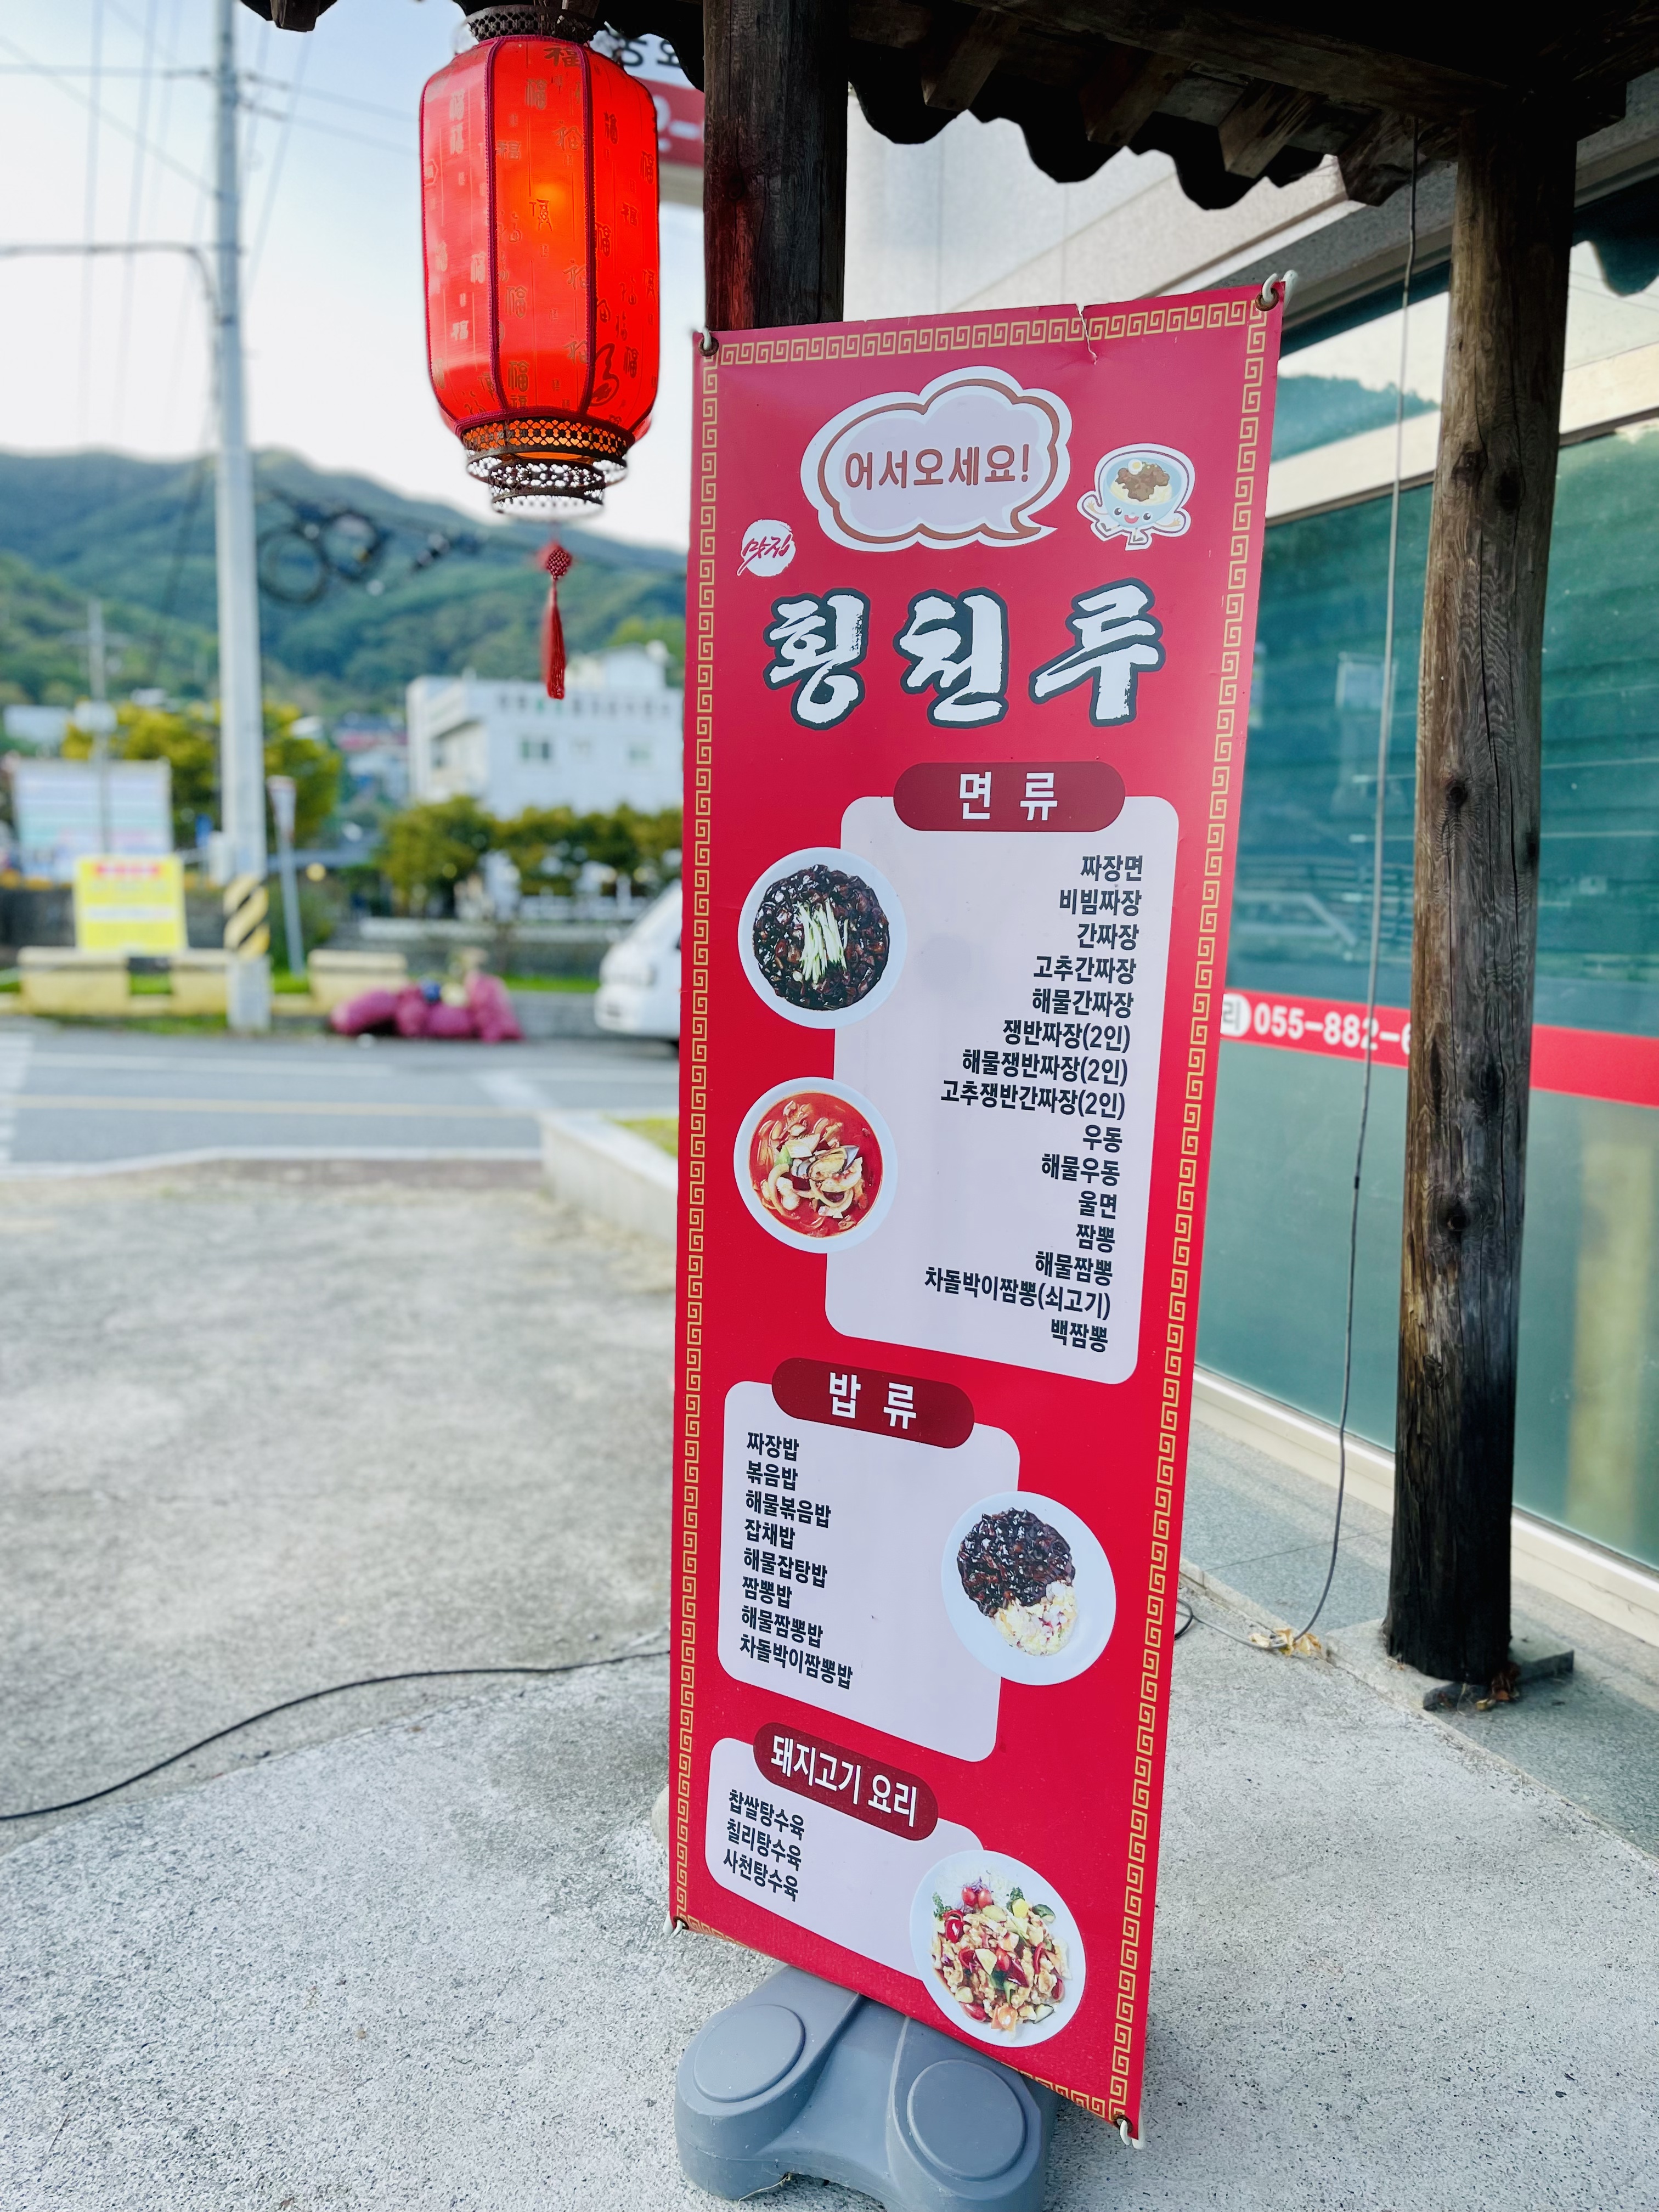 福
어서오세요!
맛집
횡천루
면류
짜장면
비빔짜장
간짜장
고추간짜장
해물간짜장
쟁반짜장(2인)
해물쟁반짜장(2인)
고추쟁반간짜장(2인)
우동
해물우동
울면
짬뽕
해물짬뽕
차돌박이짬뽕(쇠고기)
백짬뽕
밥류
짜장밥
볶음밥
해물볶음밥
잡채밥
해물잡탕밥
짬뽕밥
해물짬뽕밥
차돌박이짬뽕밥
돼지고기 요리
찹쌀탕수육
칠리탕수육
사천탕수육
리 055-882-6